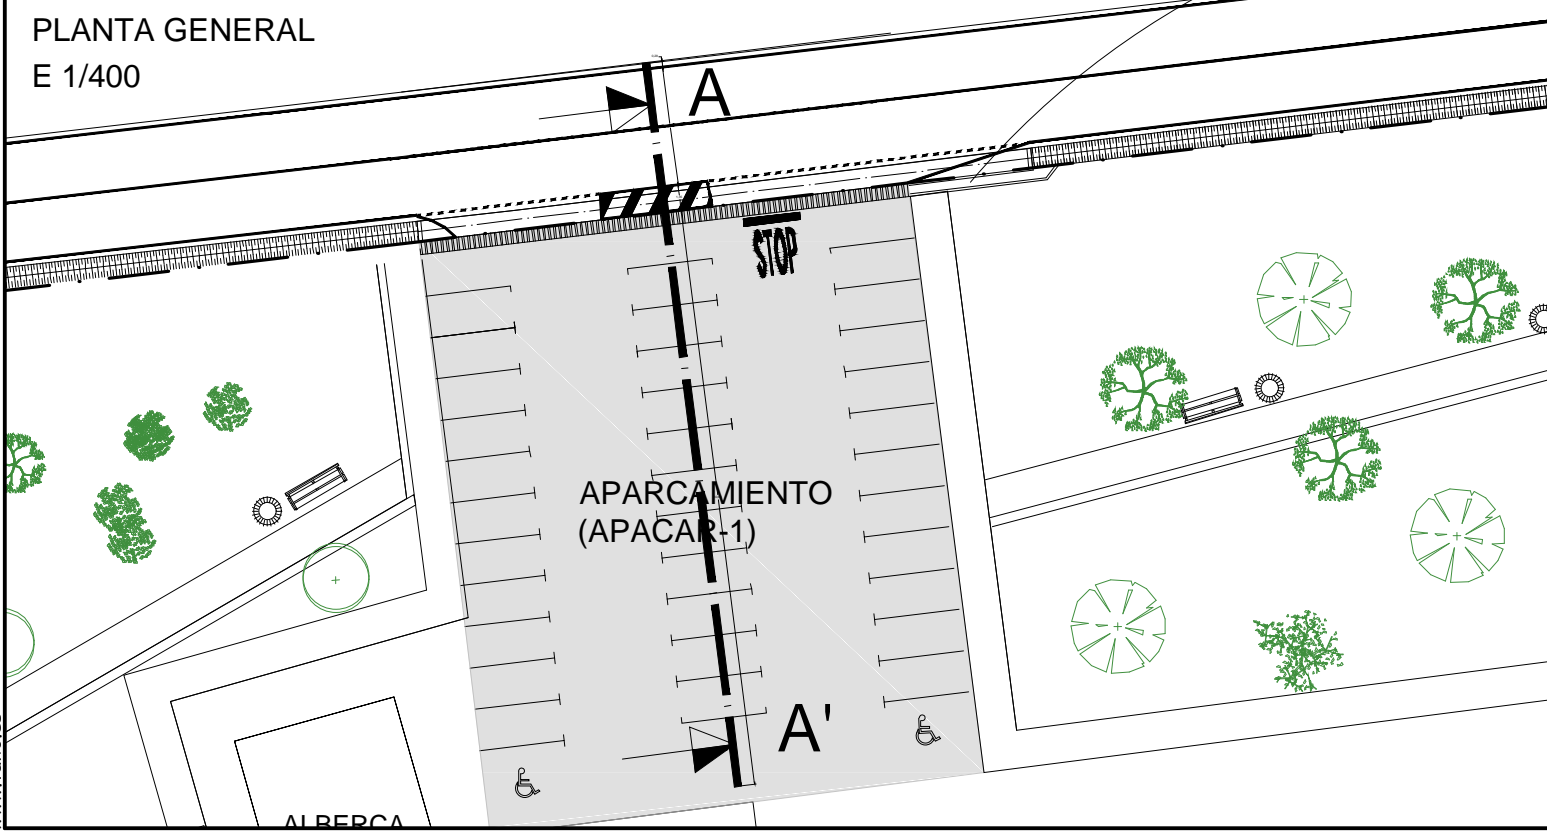 PLANTA GENERAL
E 1/400
A
STOP
APARCAMIENTO
(APACAR-1)
A'
ALBERCA